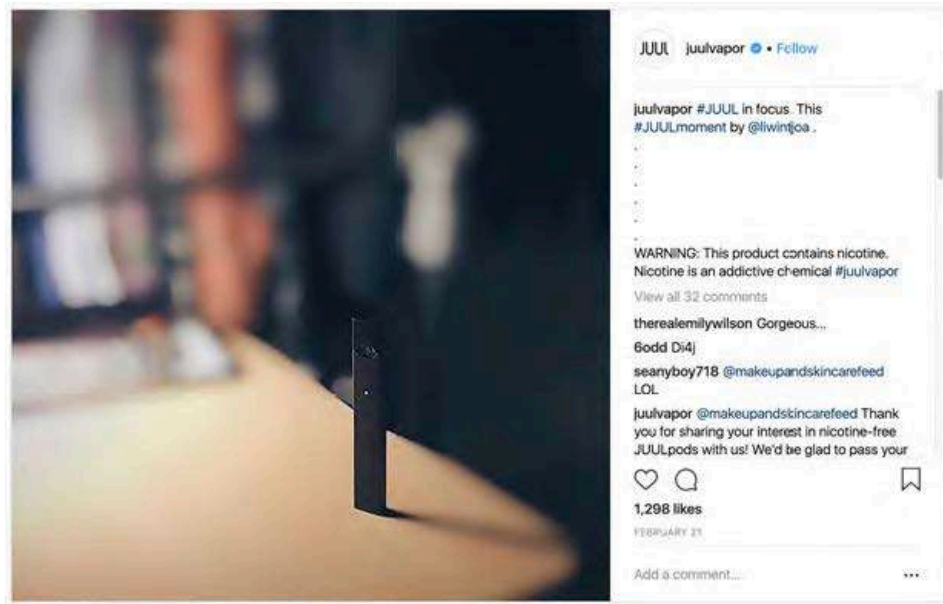 JUUL juulvapor • Follow
juulvapor #JUUL in focus. This
#JUULmoment by @liwintjoa .
.
.
.
.
.
.
WARNING: This product contains nicotine.
Nicotine is an addictive chemical #juulvapor
View all 32 comments
therealemilywilson Gorgeous...
6odd Di4j
seanyboy718 @makeupandskincarefeed
LOL
juulvapor @makeupandskincarefeed Thank
you for sharing your interest in nicotine-free
JUULpods with us! We'd be glad to pass your
1,298 likes
FEBRUARY 21
Add a comment...